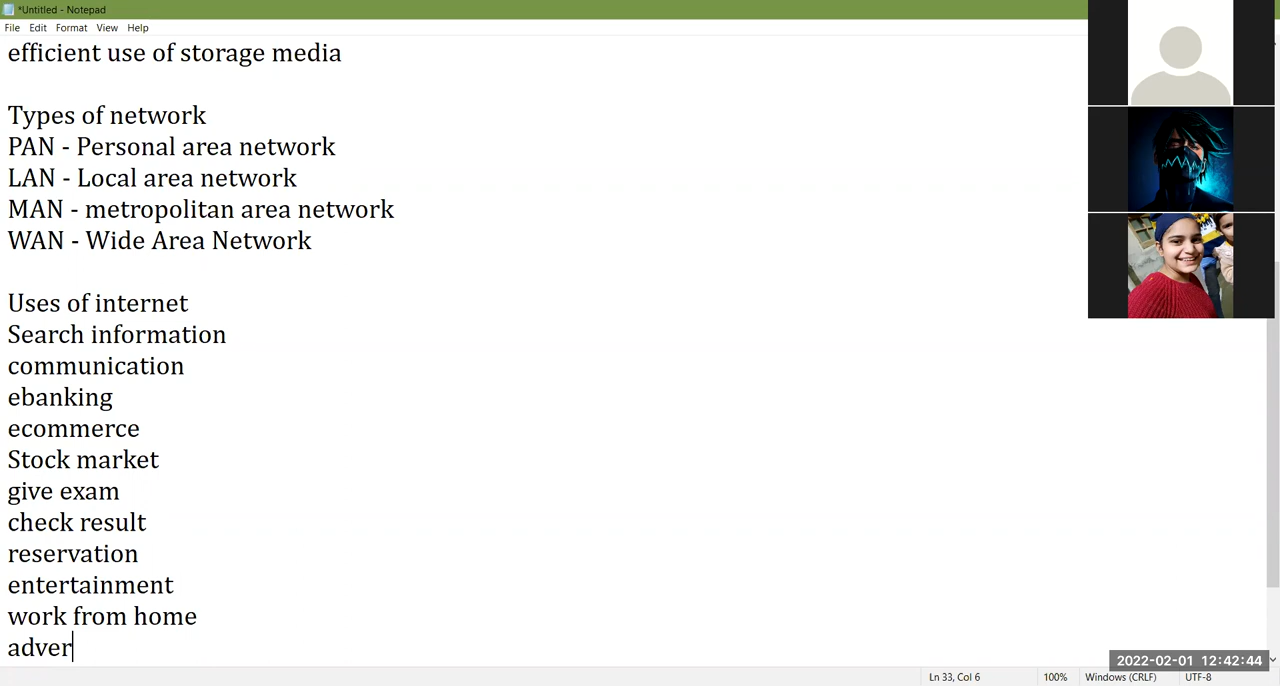 *Untitled - Notepad
File Edit Format View Help
efficient use of storage media
Types of network
PAN - Personal area network
LAN - Local area network
MAN - metropolitan area network
WAN - Wide Area Network
Uses of internet
Search information
communication
ebanking
ecommerce
Stock market
give exam
check result
reservation
entertainment
work from home
adver
2022-02-01 12:42:44
Ln 33, Col 6 100% Windows (CRLF) UTF-8